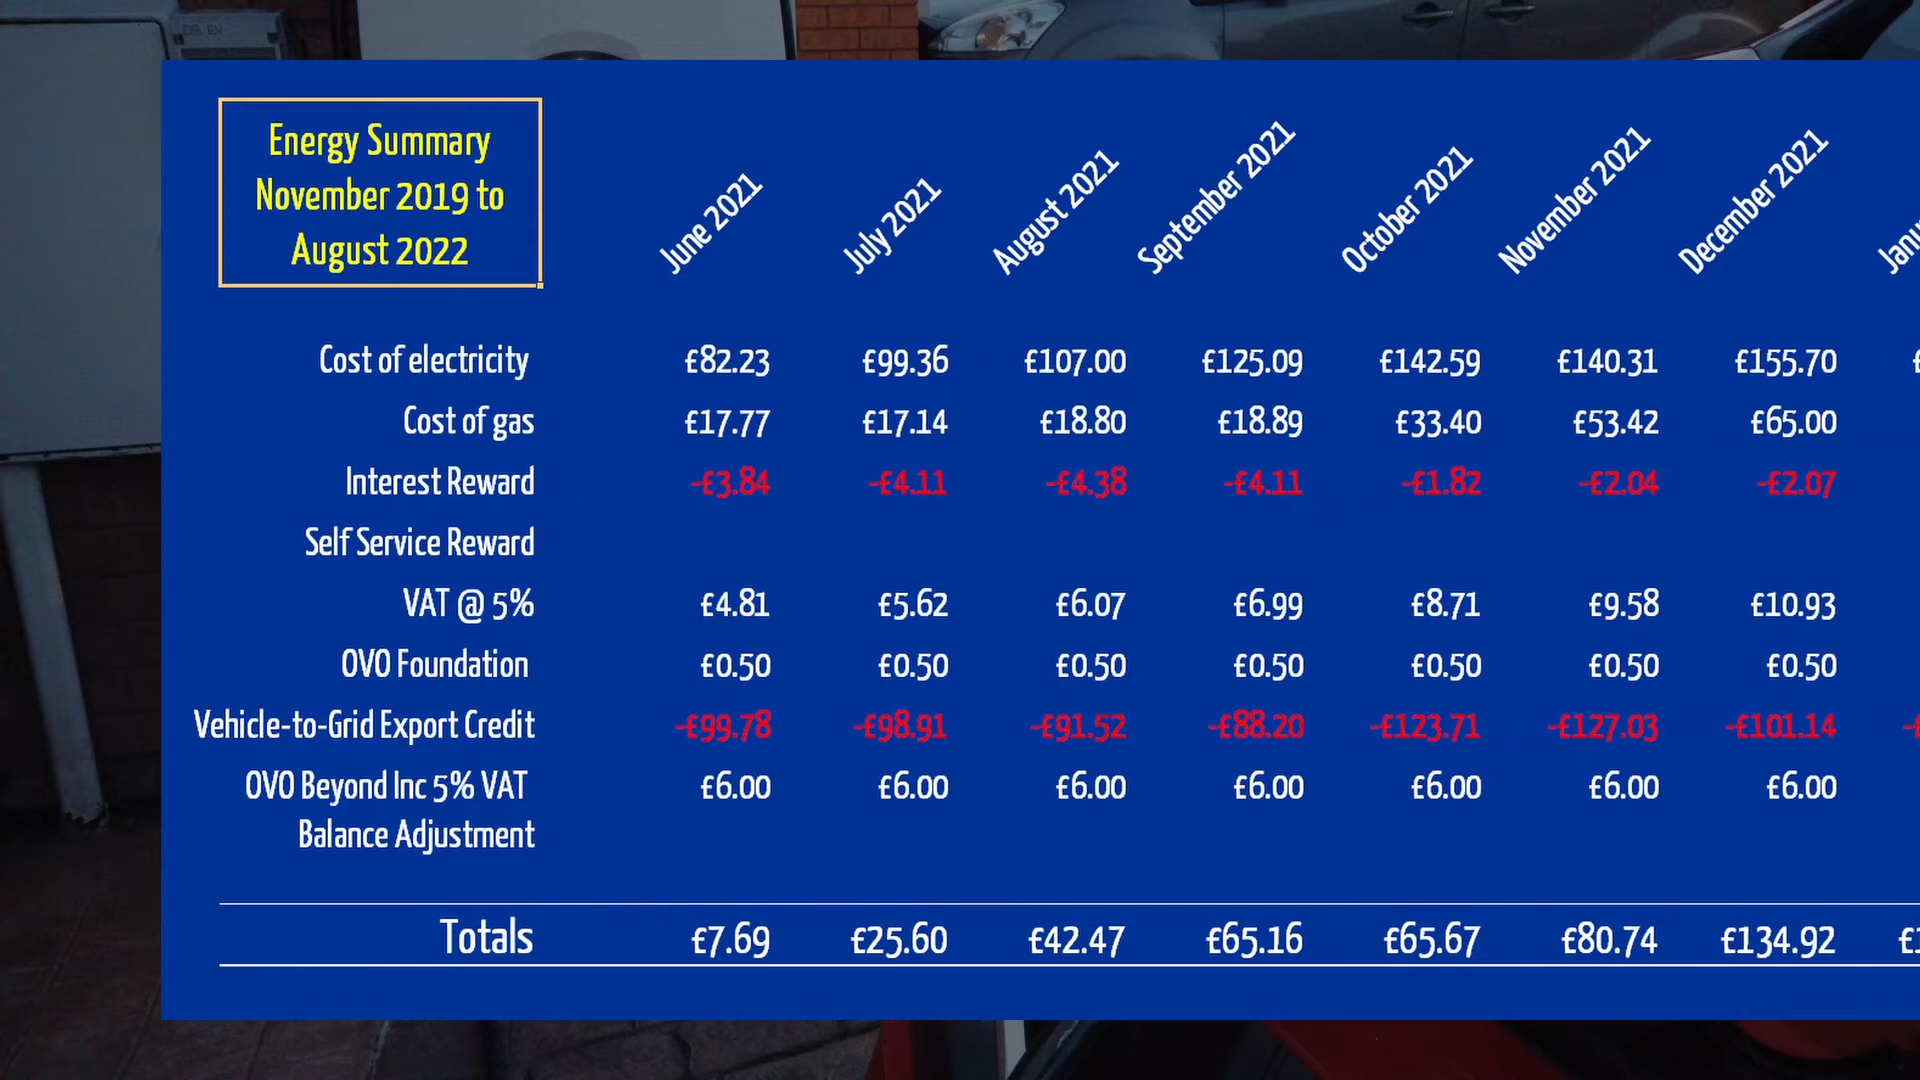 Energy Summary
November 2019 to
August 2022
June 2021 July 2021 August 2021 September 2021 October 2021 November 2021 December 2021
Cost of electricity £82.23 £99.36 £107.00 £125.09 £142.59 £140.31 £155.70
Cost of gas £17.77 £17.14 £18.80 £18.89 £33.40 £53.42 £65.00
Interest Reward -£3.84 -£4.11 -£4.38 -£4.11 -£1.82 -£2.04 -£2.07
Self Service Reward
VAT @ 5% £4.81 £5.62 £6.07 £6.99 £8.71 £9.58 £10.93
OVO Foundation £0.50 £0.50 £0.50 £0.50 £0.50 £0.50 £0.50
Vehicle-to-Grid Export Credit -£99.78 -£98.91 -£91.52 -£88.20 -£123.71 -£127.03 -£101.14
OVO Beyond Inc 5% VAT £6.00 £6.00 £6.00 £6.00 £6.00 £6.00 £6.00
Balance Adjustment
Totals £7.69 £25.60 £42.47 £65.16 £65.67 £80.74 £134.92